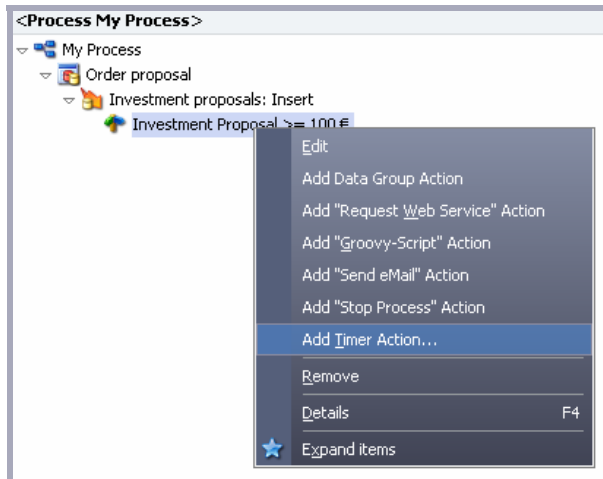 <Process My Process>
My Process
Order proposal
Investment proposals: Insert
Investment Proposal >= 100 €
Edit
Add Data Group Action
Add "Request Web Service" Action
Add "Groovy-Script" Action
Add "Send eMail" Action
Add "Stop Process" Action
Add Timer Action...
Remove
Details F4
Expand items